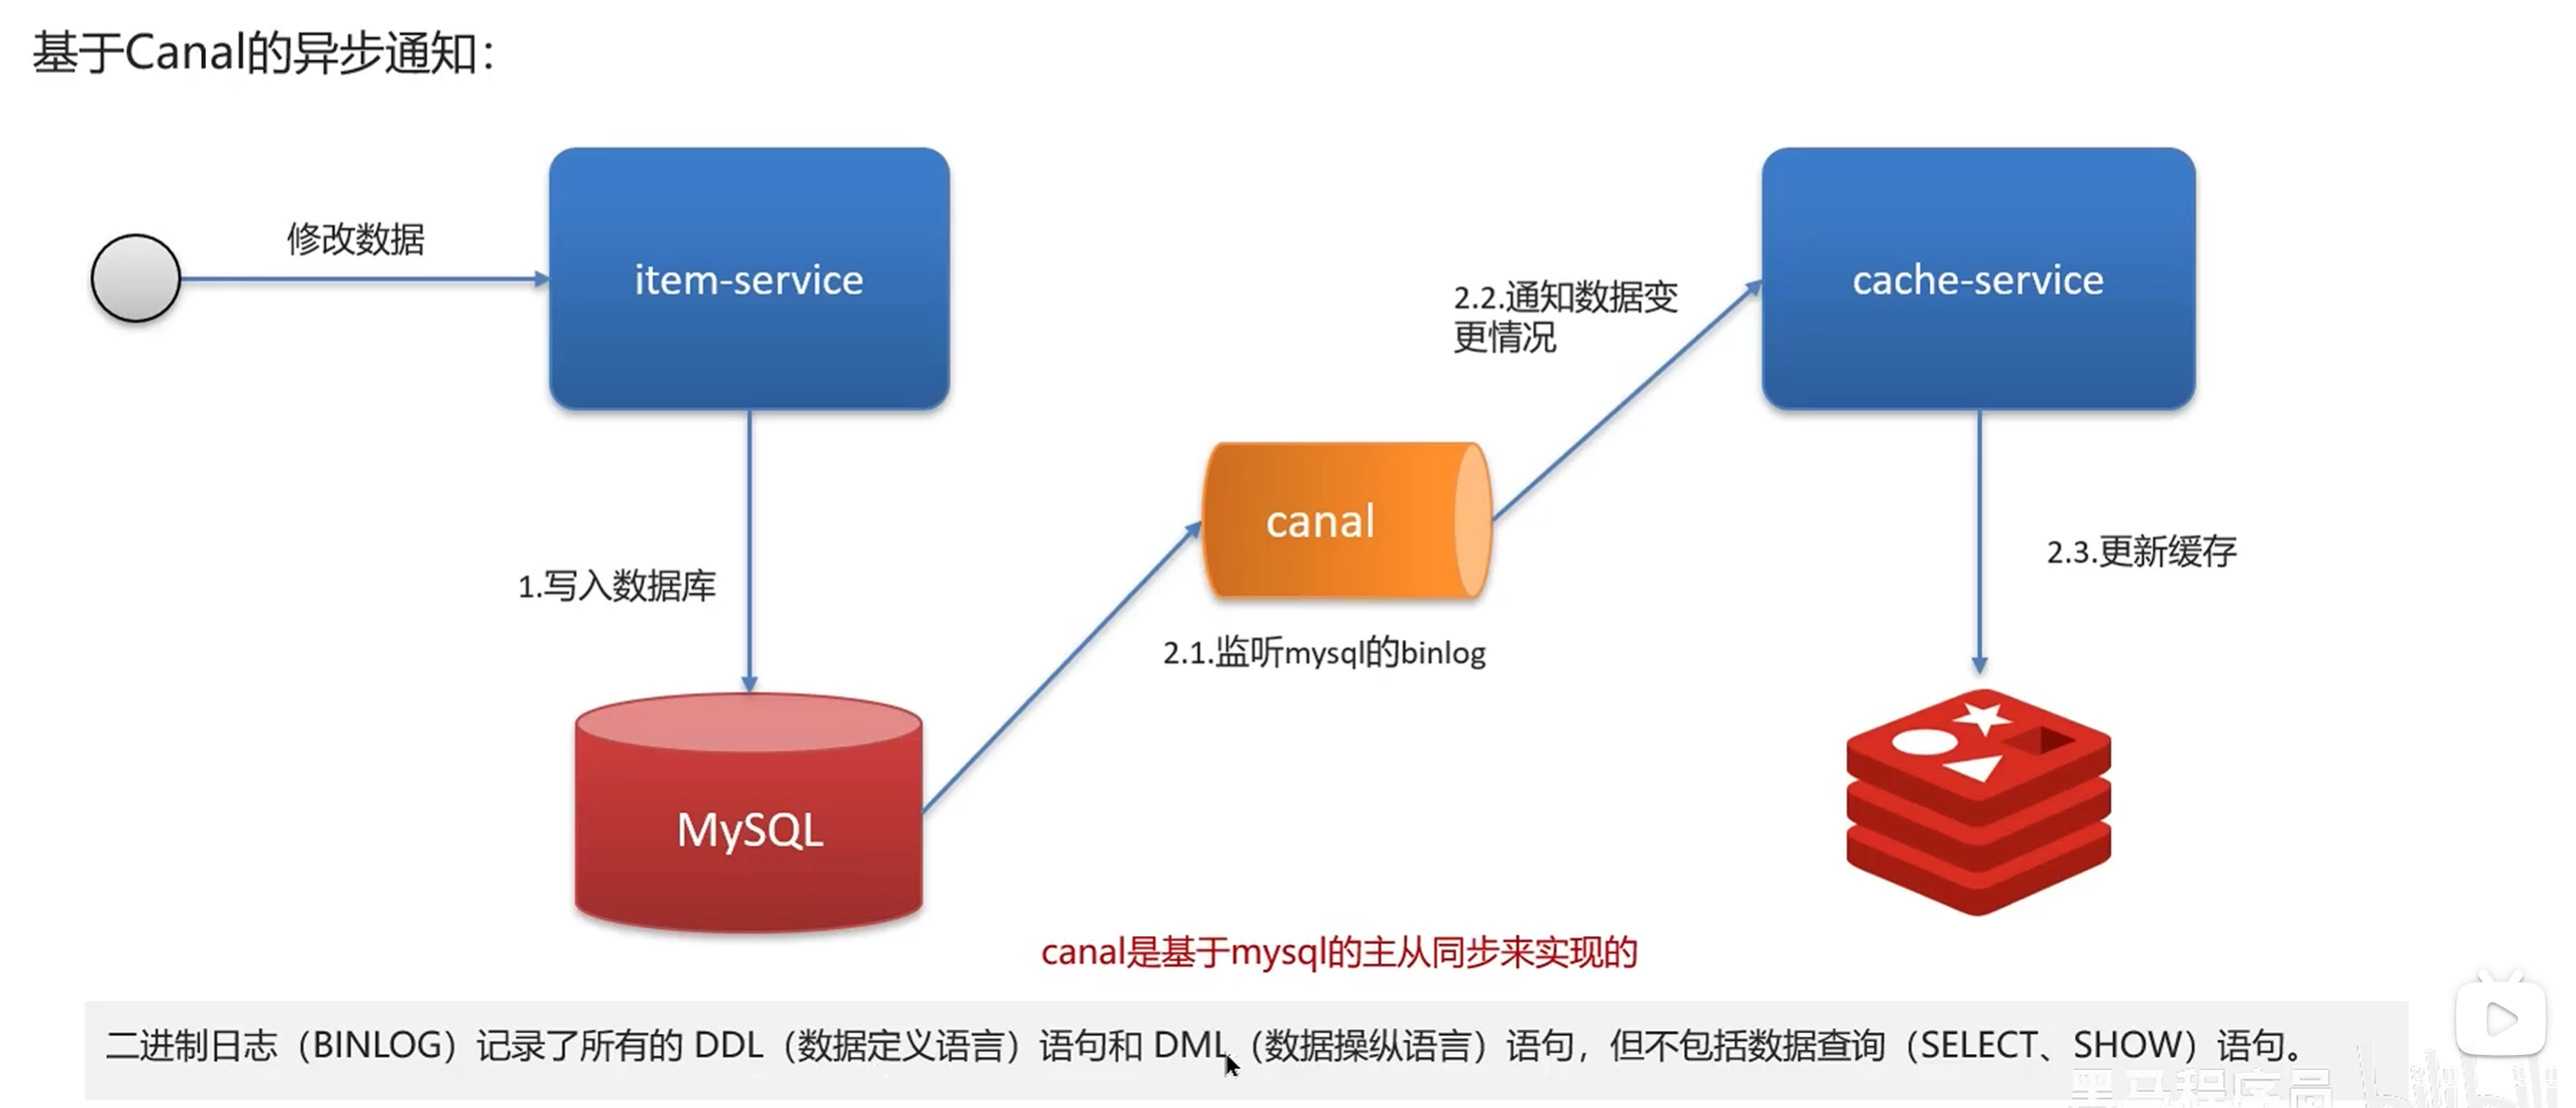 基于Canal的异步通知：
修改数据
item-service
cache-service
2.2.通知数据变
更情况
canal
1.写入数据库
2.3.更新缓存
2.1.监听mysql的binlog
MySQL
canal是基于mysql的主从同步来实现的
二进制日志（BINLOG）记录了所有的 DDL（数据定义语言）语句和 DML（数据操纵语言）语句，但不包括数据查询（SELECT、SHOW）语句。
黑马程序员